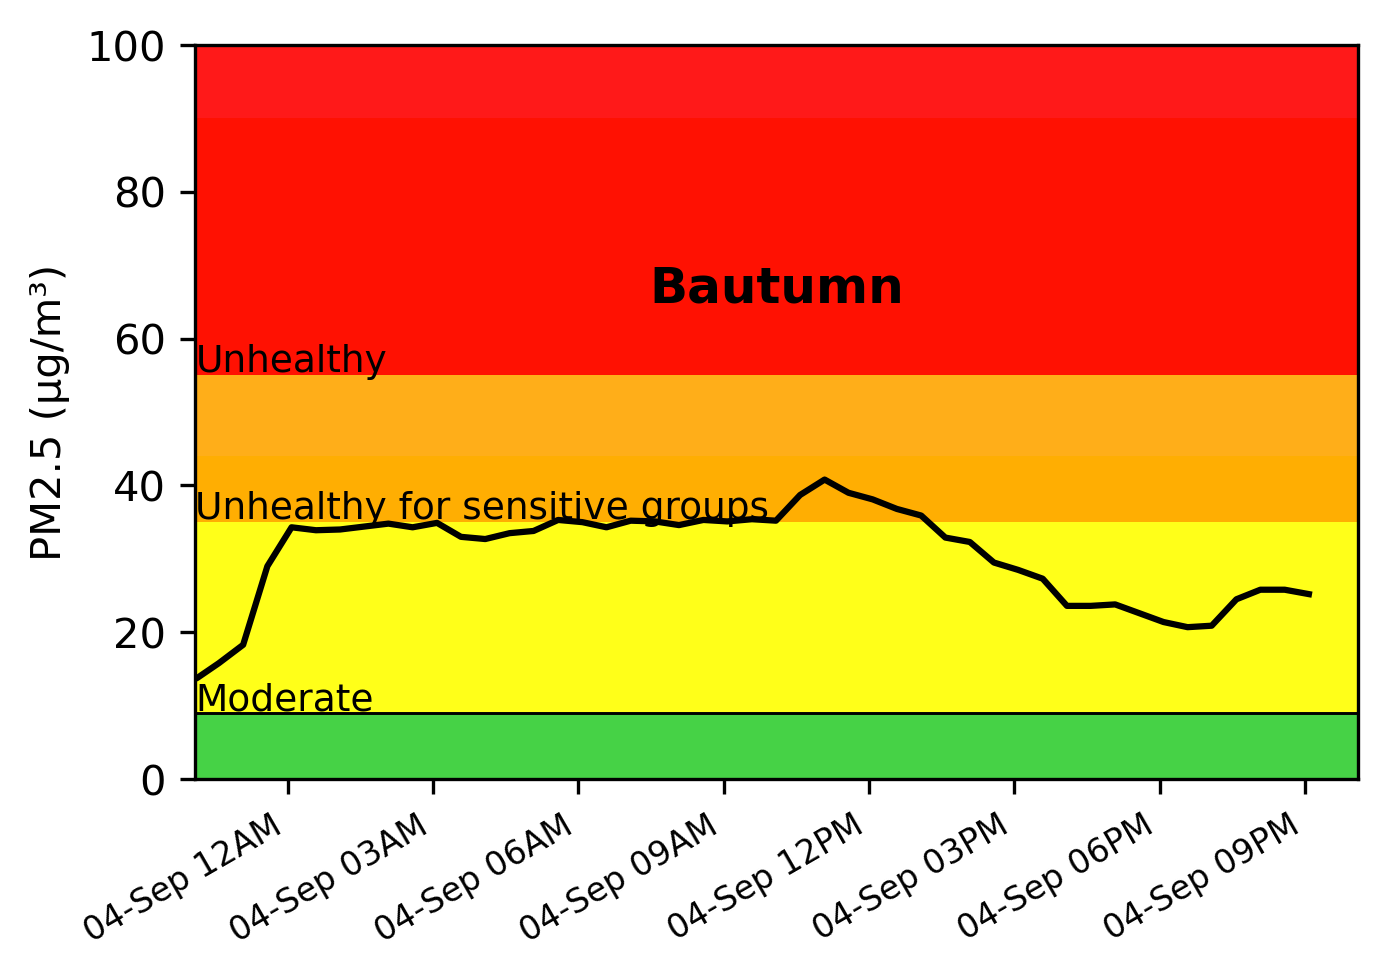 100
80
60
40
20
0
PM2.5 (µg/m³)
Bautumn
Unhealthy
Unhealthy for sensitive groups
Moderate
04-Sep 12AM
04-Sep 03AM
04-Sep 06AM
04-Sep 09AM
04-Sep 12PM
04-Sep 03PM
04-Sep 06PM
04-Sep 09PM